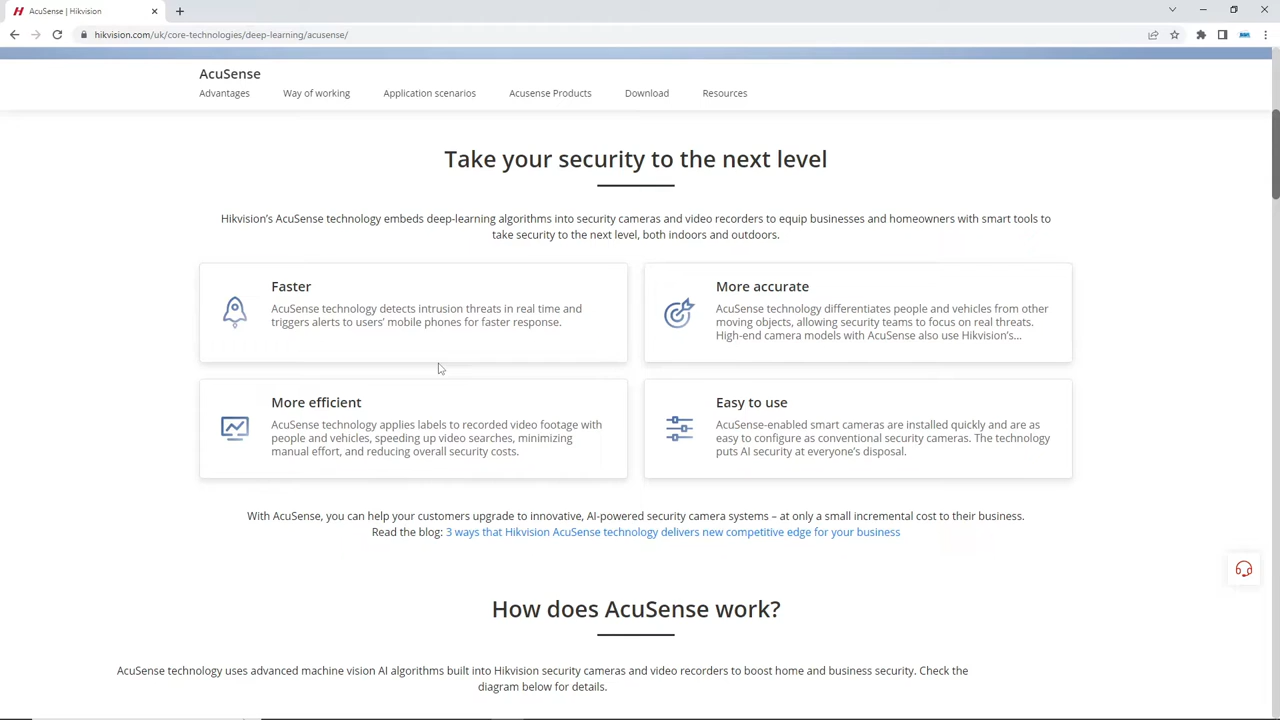 AcuSense | Hikvision
hikvision.com/uk/core-technologies/deep-learning/acusense/
AcuSense
Advantages Way of working Application scenarios Acusense Products Download Resources
Take your security to the next level
Hikvision's AcuSense technology embeds deep-learning algorithms into security cameras and video recorders to equip businesses and homeowners with smart tools to
take security to the next level, both indoors and outdoors.
Faster
AcuSense technology detects intrusion threats in real time and
triggers alerts to users' mobile phones for faster response.
More accurate
AcuSense technology differentiates people and vehicles from other
moving objects, allowing security teams to focus on real threats.
High-end camera models with AcuSense also use Hikvision's...
More efficient
AcuSense technology applies labels to recorded video footage with
people and vehicles, speeding up video searches, minimizing
manual effort, and reducing overall security costs.
Easy to use
AcuSense-enabled smart cameras are installed quickly and are as
easy to configure as conventional security cameras. The technology
puts AI security at everyone's disposal.
With AcuSense, you can help your customers upgrade to innovative, AI-powered security camera systems – at only a small incremental cost to their business.
Read the blog: 3 ways that Hikvision AcuSense technology delivers new competitive edge for your business
How does AcuSense work?
AcuSense technology uses advanced machine vision AI algorithms built into Hikvision security cameras and video recorders to boost home and business security. Check the
diagram below for details.